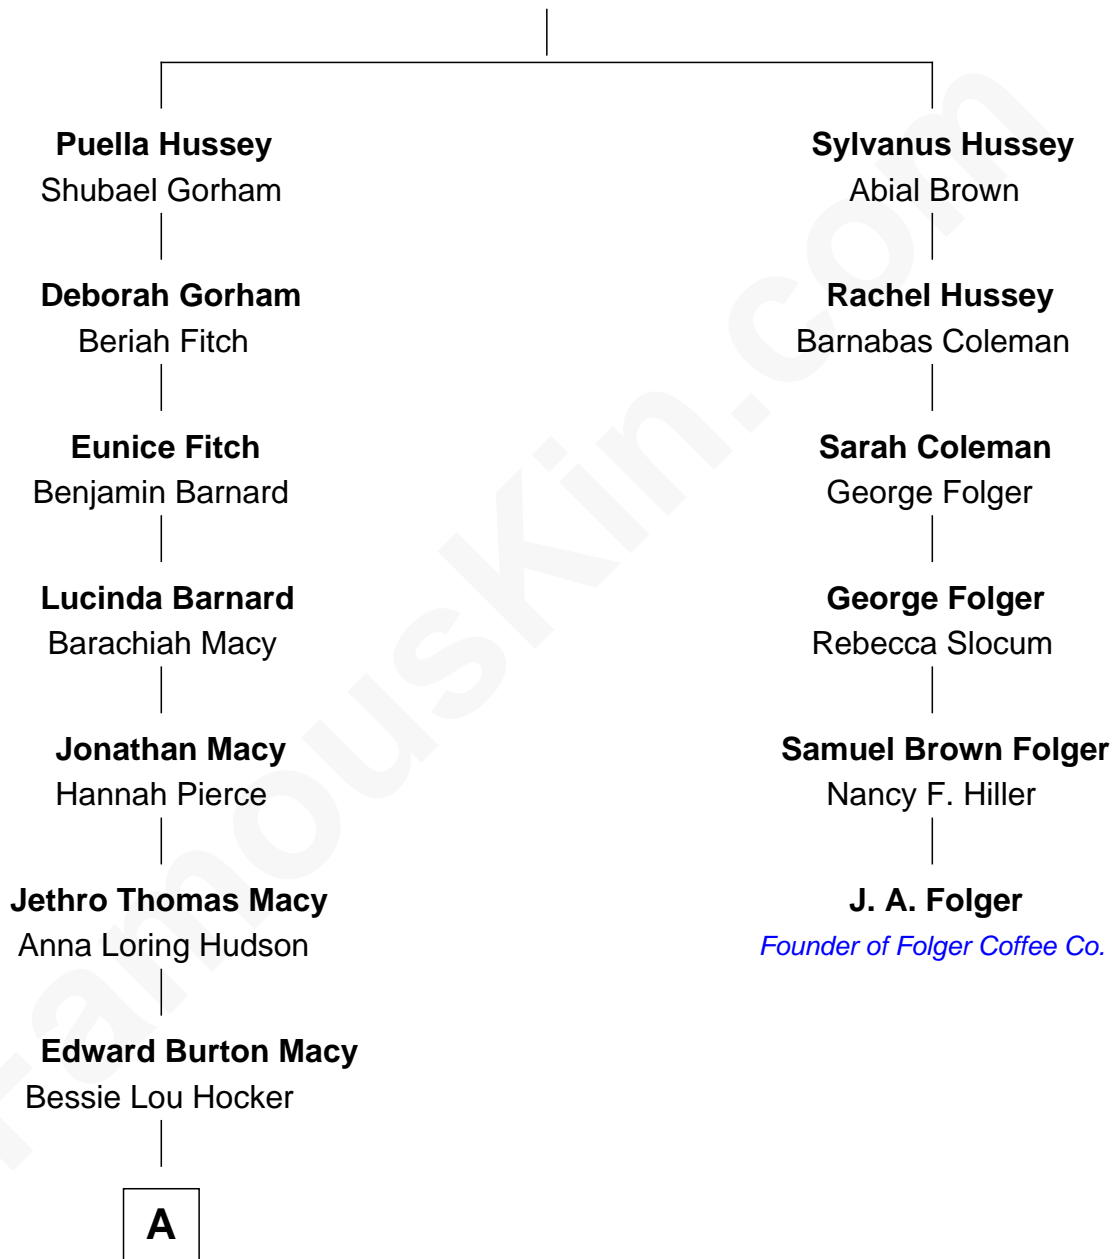 Puella Hussey
Shubael Gorham
Deborah Gorham
Beriah Fitch
Eunice Fitch
Benjamin Barnard
Lucinda Barnard
Barachiah Macy
Jonathan Macy
Hannah Pierce
Jethro Thomas Macy
Anna Loring Hudson
Edward Burton Macy
Bessie Lou Hocker
A
Sylvanus Hussey
Abial Brown
Rachel Hussey
Barnabas Coleman
Sarah Coleman
George Folger
George Folger
Rebecca Slocum
Samuel Brown Folger
Nancy F. Hiller
J. A. Folger
Founder of Folger Coffee Co.
FamousKin.com